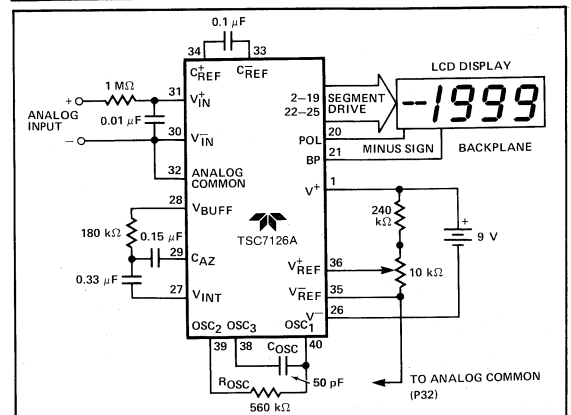 0.1 μF
34
33
C+REF
C−REF
LCD DISPLAY
1 MΩ
31
V+IN
+
ANALOG
INPUT
0.01 μF
−
30
V−IN
32
ANALOG
COMMON
2–19
22–25
SEGMENT
DRIVE
-1999
20
POL
MINUS SIGN
BACKPLANE
21
BP
1
V+
28
VBUFF
180 kΩ
0.15 μF
29
CAZ
0.33 μF
27
VINT
TSC7126A
240
kΩ
+
9 V
36
V+REF
10 kΩ
35
V−REF
V−
26
OSC2
OSC3
OSC1
39
38
COSC
40
ROSC
50 pF
560 kΩ
TO ANALOG COMMON
(P32)